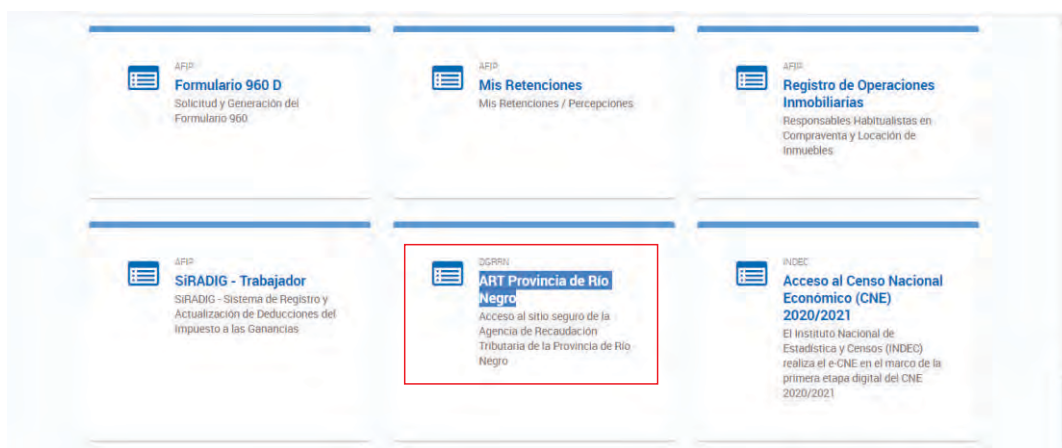 AFIP
Formulario 960 D
Solicitud y Generación del
Formulario 960
AFIP
Mis Retenciones
Mis Retenciones / Percepciones
AFIP
Registro de Operaciones
Inmobiliarias
Responsables Habitualistas en
Compraventa y Locación de
Inmuebles
AFIP
SiRADIG - Trabajador
SiRADIG - Sistema de Registro y
Actualización de Deducciones del
Impuesto a las Ganancias
DGRRN
ART Provincia de Río
Negro
Acceso al sitio seguro de la
Agencia de Recaudación
Tributaria de la Provincia de Río
Negro
INDEC
Acceso al Censo Nacional
Económico (CNE)
2020/2021
El Instituto Nacional de
Estadística y Censos (INDEC)
realiza el e-CNE en el marco de la
primera etapa digital del CNE
2020/2021